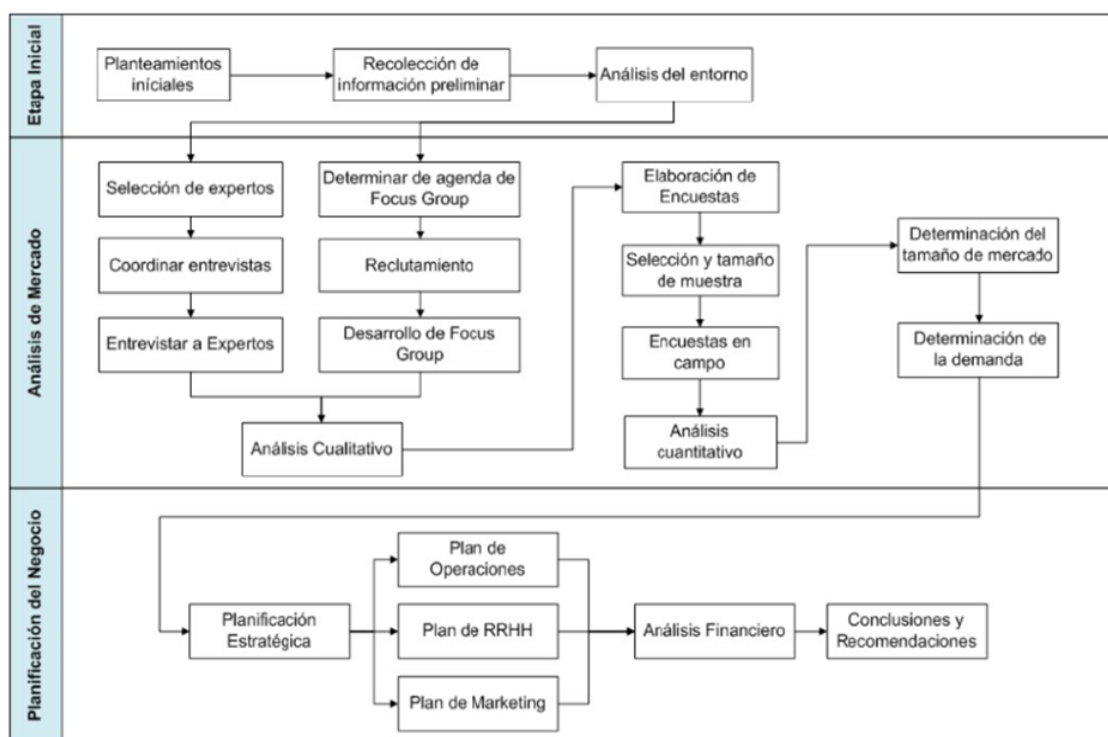 Etapa Inicial
Planteamientos
iníciales
Recolección de
información preliminar
Análisis del entorno
Análisis de Mercado
Selección de expertos
Coordinar entrevistas
Entrevistar a Expertos
Determinar de agenda de
Focus Group
Reclutamiento
Desarrollo de Focus
Group
Análisis Cualitativo
Elaboración de
Encuestas
Selección y tamaño
de muestra
Encuestas en
campo
Análisis
cuantitativo
Determinación del
tamaño de mercado
Determinación de
la demanda
Planificación del Negocio
Planificación
Estratégica
Plan de
Operaciones
Plan de RRHH
Plan de Marketing
Análisis Financiero
Conclusiones y
Recomendaciones